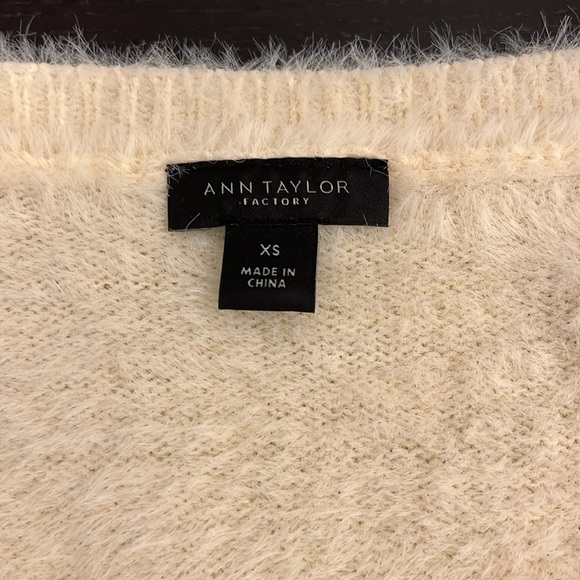 ANN TAYLOR
FACTORY
XS
MADE IN
CHINA